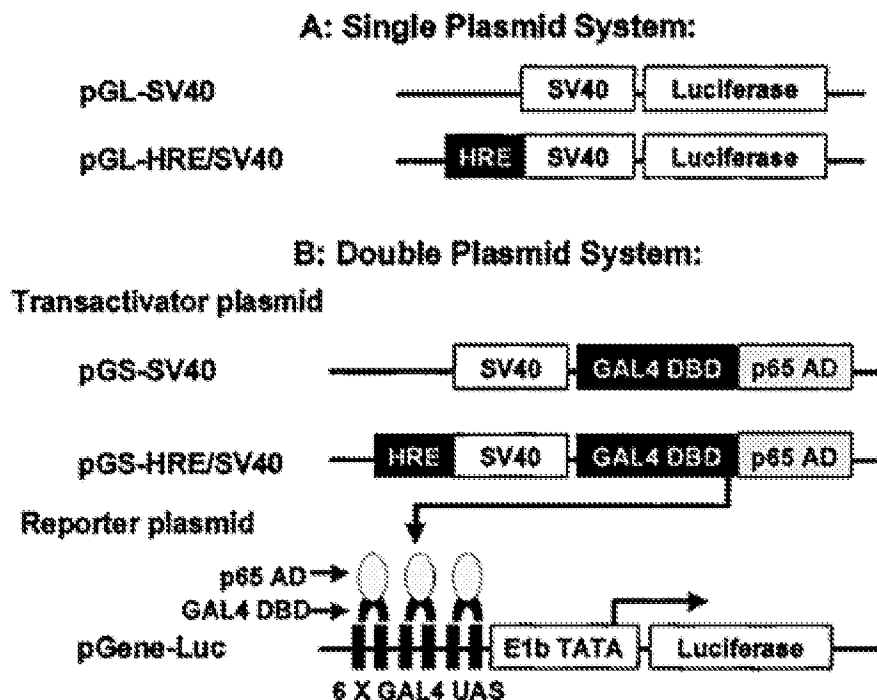 A: Single Plasmid System:
pGL-SV40 SV40 Luciferase
pGL-HRE/SV40 HRE SV40 Luciferase
B: Double Plasmid System:
Transactivator plasmid
pGS-SV40 SV40 GAL4 DBD p65 AD
pGS-HRE/SV40 HRE SV40 GAL4 DBD p65 AD
Reporter plasmid
p65 AD
GAL4 DBD
pGene-Luc E1b TATA Luciferase
6 X GAL4 UAS